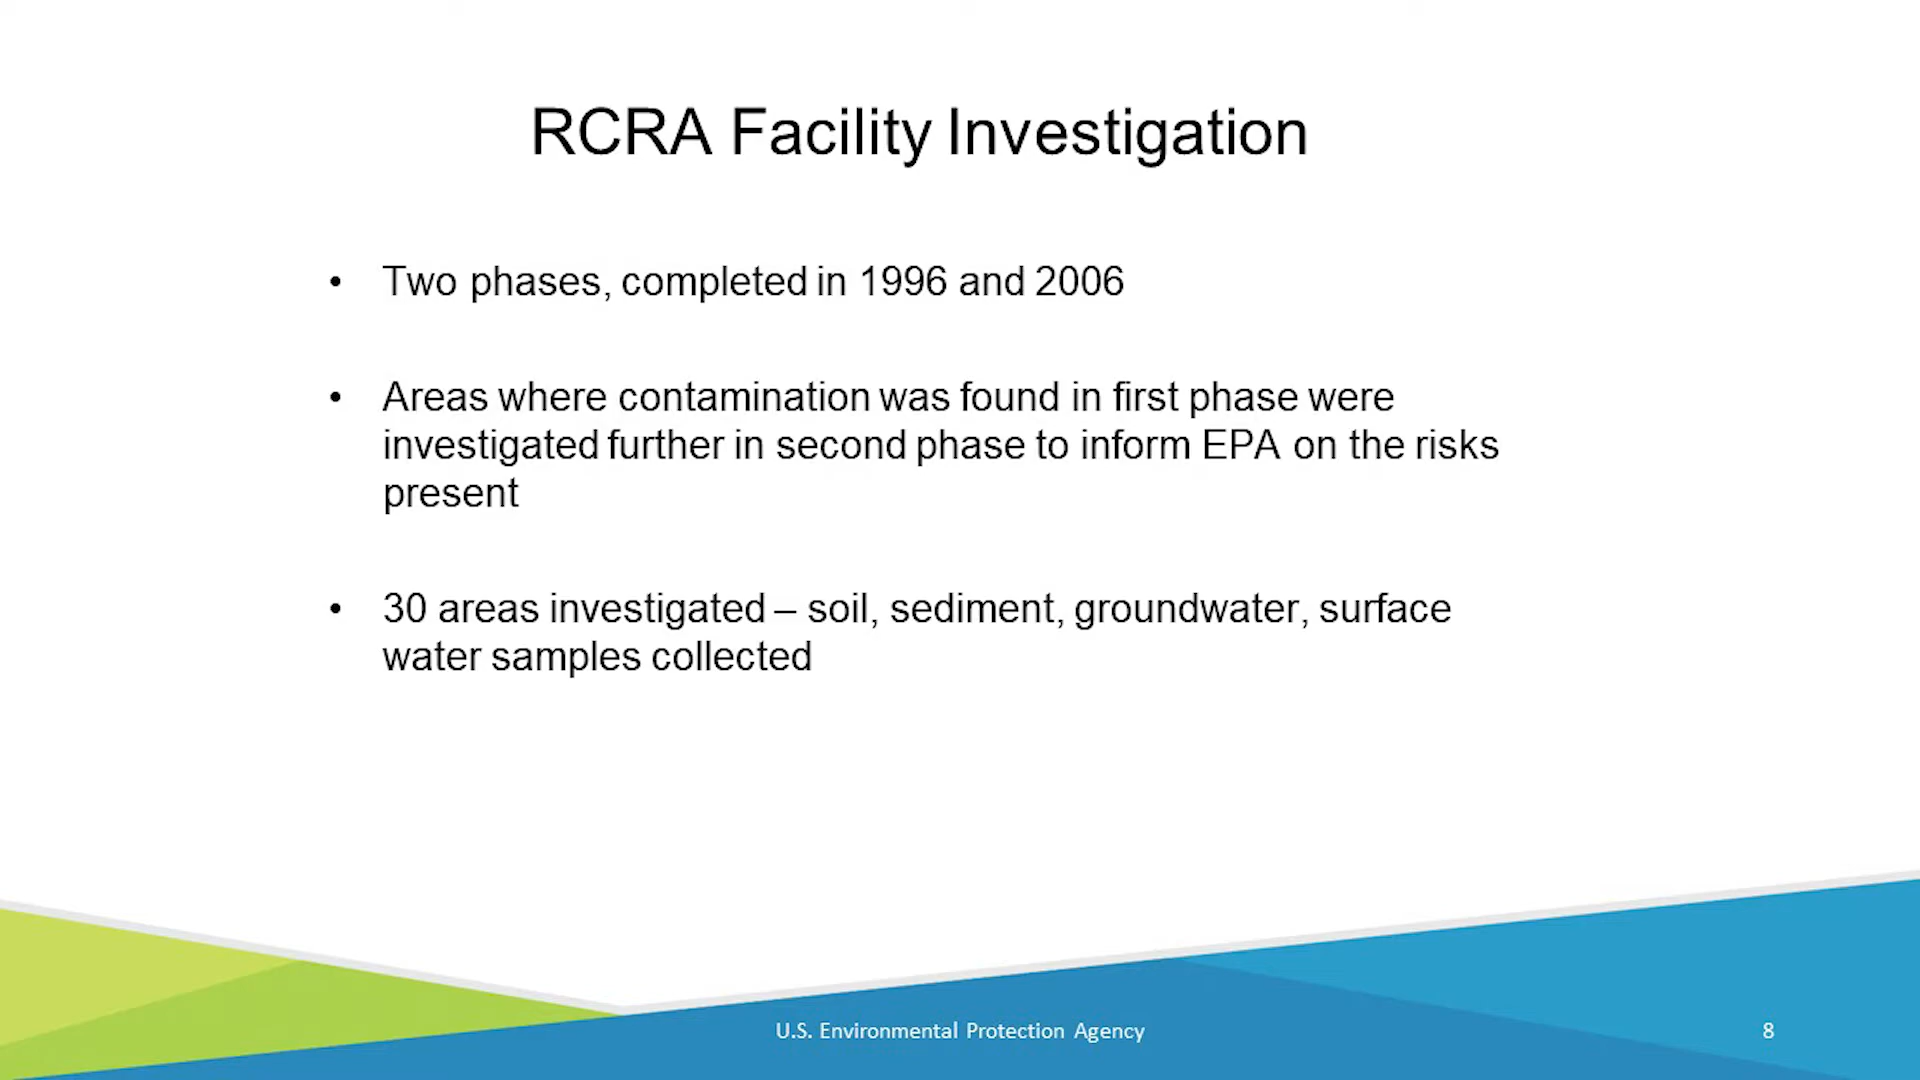 RCRA Facility Investigation
• Two phases, completed in 1996 and 2006
• Areas where contamination was found in first phase were
investigated further in second phase to inform EPA on the risks
present
• 30 areas investigated – soil, sediment, groundwater, surface
water samples collected
U.S. Environmental Protection Agency
8